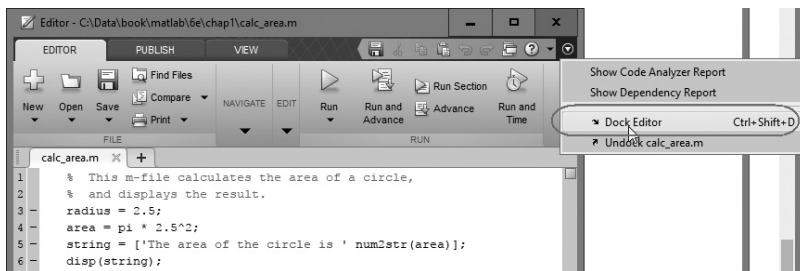 Editor - C:\Data\book\matlab\6e\chap1\calc_area.m
EDITOR PUBLISH VIEW
Show Code Analyzer Report
Show Dependency Report
Dock Editor Ctrl+Shift+D
Undock calc_area.m
New Open Save
Find Files
Compare
Print
FILE
NAVIGATE EDIT
Run Run and Advance
Run Section
Advance
Run and Time
RUN
calc_area.m
1 % This m-file calculates the area of a circle,
2 % and displays the result.
3 - radius = 2.5;
4 - area = pi * 2.5^2;
5 - string = ['The area of the circle is ' num2str(area)];
6 - disp(string);